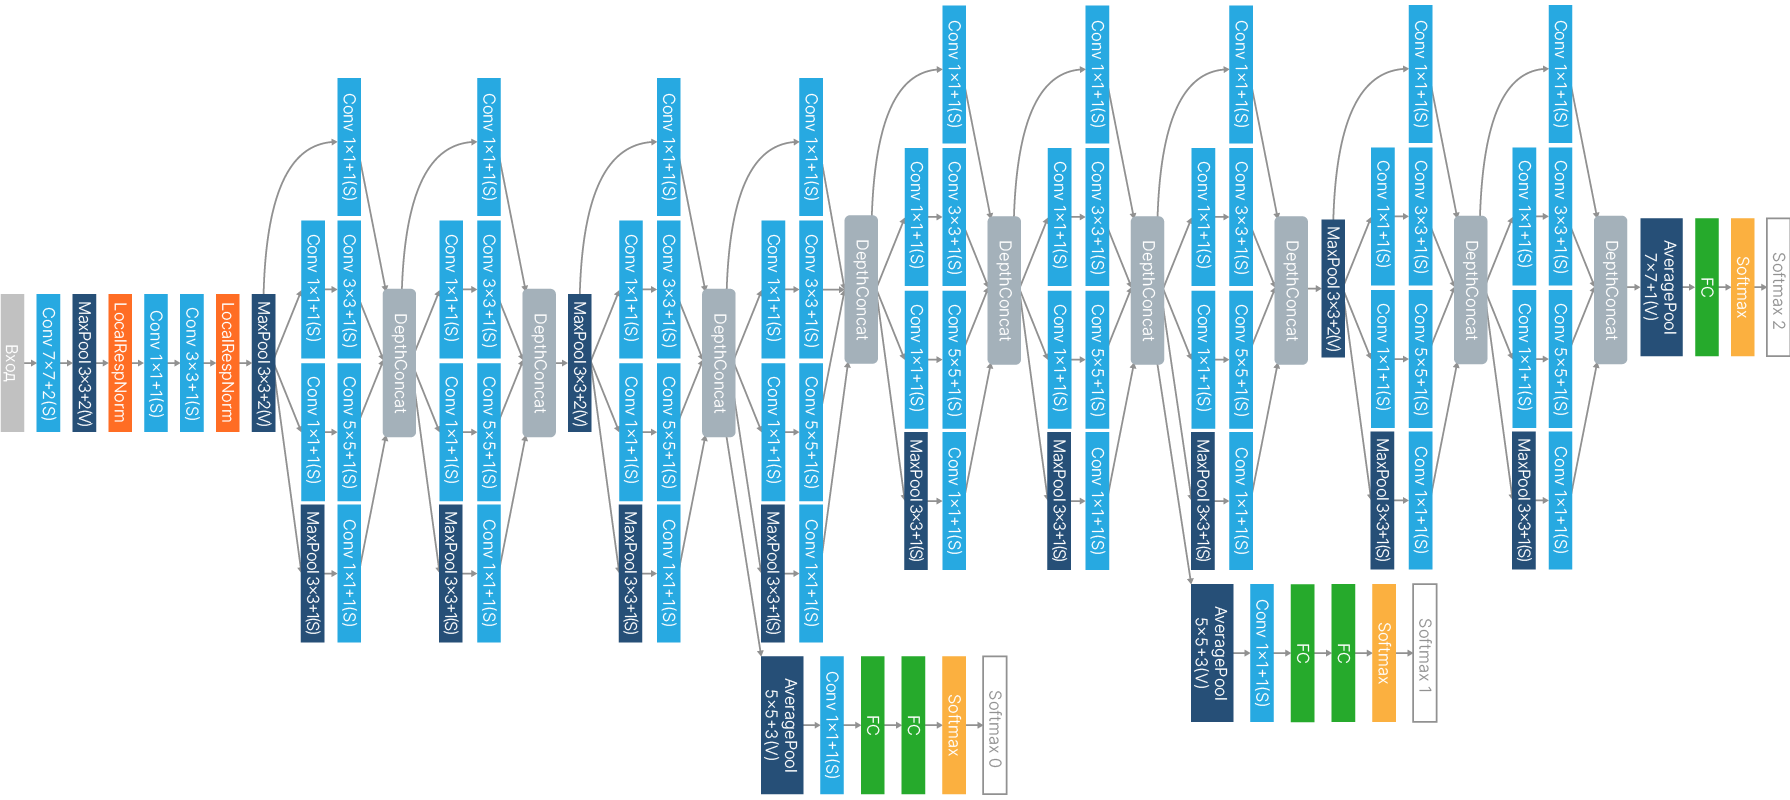 Вход
Conv 7×7+2(S)
MaxPool 3×3+2(V)
LocalRespNorm
Conv 1×1+1(S)
Conv 3×3+1(S)
LocalRespNorm
MaxPool 3×3+2(V)
Conv 1×1+1(S)
Conv 1×1+1(S)
Conv 3×3+1(S)
Conv 1×1+1(S)
Conv 5×5+1(S)
MaxPool 3×3+1(S)
Conv 1×1+1(S)
DepthConcat
Conv 1×1+1(S)
Conv 1×1+1(S)
Conv 3×3+1(S)
Conv 1×1+1(S)
Conv 5×5+1(S)
MaxPool 3×3+1(S)
Conv 1×1+1(S)
DepthConcat
MaxPool 3×3+2(V)
Conv 1×1+1(S)
Conv 1×1+1(S)
Conv 3×3+1(S)
Conv 1×1+1(S)
Conv 5×5+1(S)
MaxPool 3×3+1(S)
Conv 1×1+1(S)
DepthConcat
Conv 1×1+1(S)
Conv 1×1+1(S)
Conv 3×3+1(S)
Conv 1×1+1(S)
Conv 5×5+1(S)
MaxPool 3×3+1(S)
Conv 1×1+1(S)
AveragePool
5×5+3(V)
Conv 1×1+1(S)
FC
FC
Softmax
Softmax 0
DepthConcat
Conv 1×1+1(S)
Conv 1×1+1(S)
Conv 3×3+1(S)
Conv 1×1+1(S)
Conv 5×5+1(S)
MaxPool 3×3+1(S)
Conv 1×1+1(S)
DepthConcat
Conv 1×1+1(S)
Conv 1×1+1(S)
Conv 3×3+1(S)
Conv 1×1+1(S)
Conv 5×5+1(S)
MaxPool 3×3+1(S)
Conv 1×1+1(S)
DepthConcat
Conv 1×1+1(S)
Conv 1×1+1(S)
Conv 3×3+1(S)
Conv 1×1+1(S)
Conv 5×5+1(S)
MaxPool 3×3+1(S)
Conv 1×1+1(S)
AveragePool
5×5+3(V)
Conv 1×1+1(S)
FC
FC
Softmax
Softmax 1
DepthConcat
MaxPool 3×3+2(V)
Conv 1×1+1(S)
Conv 1×1+1(S)
Conv 3×3+1(S)
Conv 1×1+1(S)
Conv 5×5+1(S)
MaxPool 3×3+1(S)
Conv 1×1+1(S)
DepthConcat
Conv 1×1+1(S)
Conv 1×1+1(S)
Conv 3×3+1(S)
Conv 1×1+1(S)
Conv 5×5+1(S)
MaxPool 3×3+1(S)
Conv 1×1+1(S)
DepthConcat
AveragePool
7×7+1(V)
FC
Softmax
Softmax 2